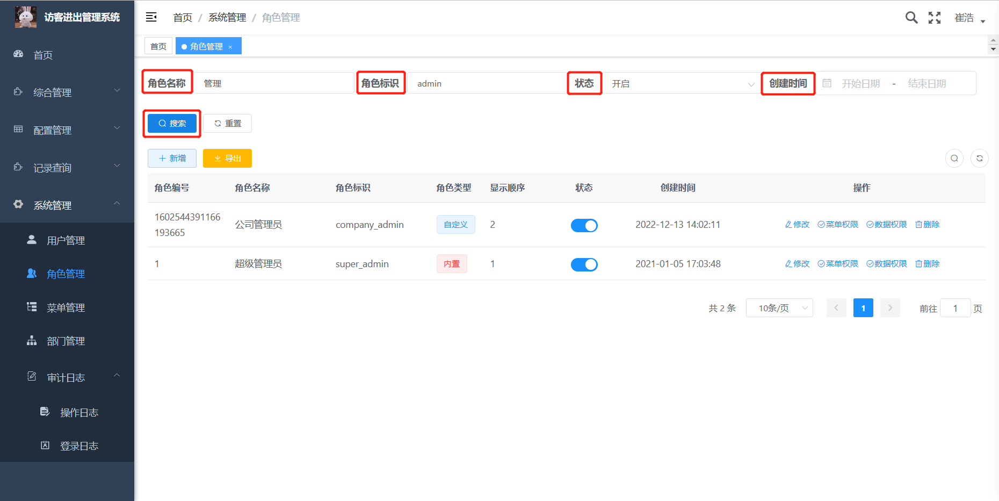 访客进出管理系统
首页 / 系统管理 / 角色管理
崔浩
首页
角色管理 ×
首页
综合管理
配置管理
记录查询
系统管理
用户管理
角色管理
菜单管理
部门管理
审计日志
操作日志
登录日志
角色名称 管理 角色标识 admin 状态 开启 创建时间 开始日期 - 结束日期
搜索 重置
新增 导出
角色编号 角色名称 角色标识 角色类型 显示顺序 状态 创建时间 操作
1602544391166
193665
公司管理员 company_admin 自定义 2 2022-12-13 14:02:11 修改 菜单权限 数据权限 删除
1 超级管理员 super_admin 内置 1 2021-01-05 17:03:48 修改 菜单权限 数据权限 删除
共 2 条 10条/页 1 前往 1 页